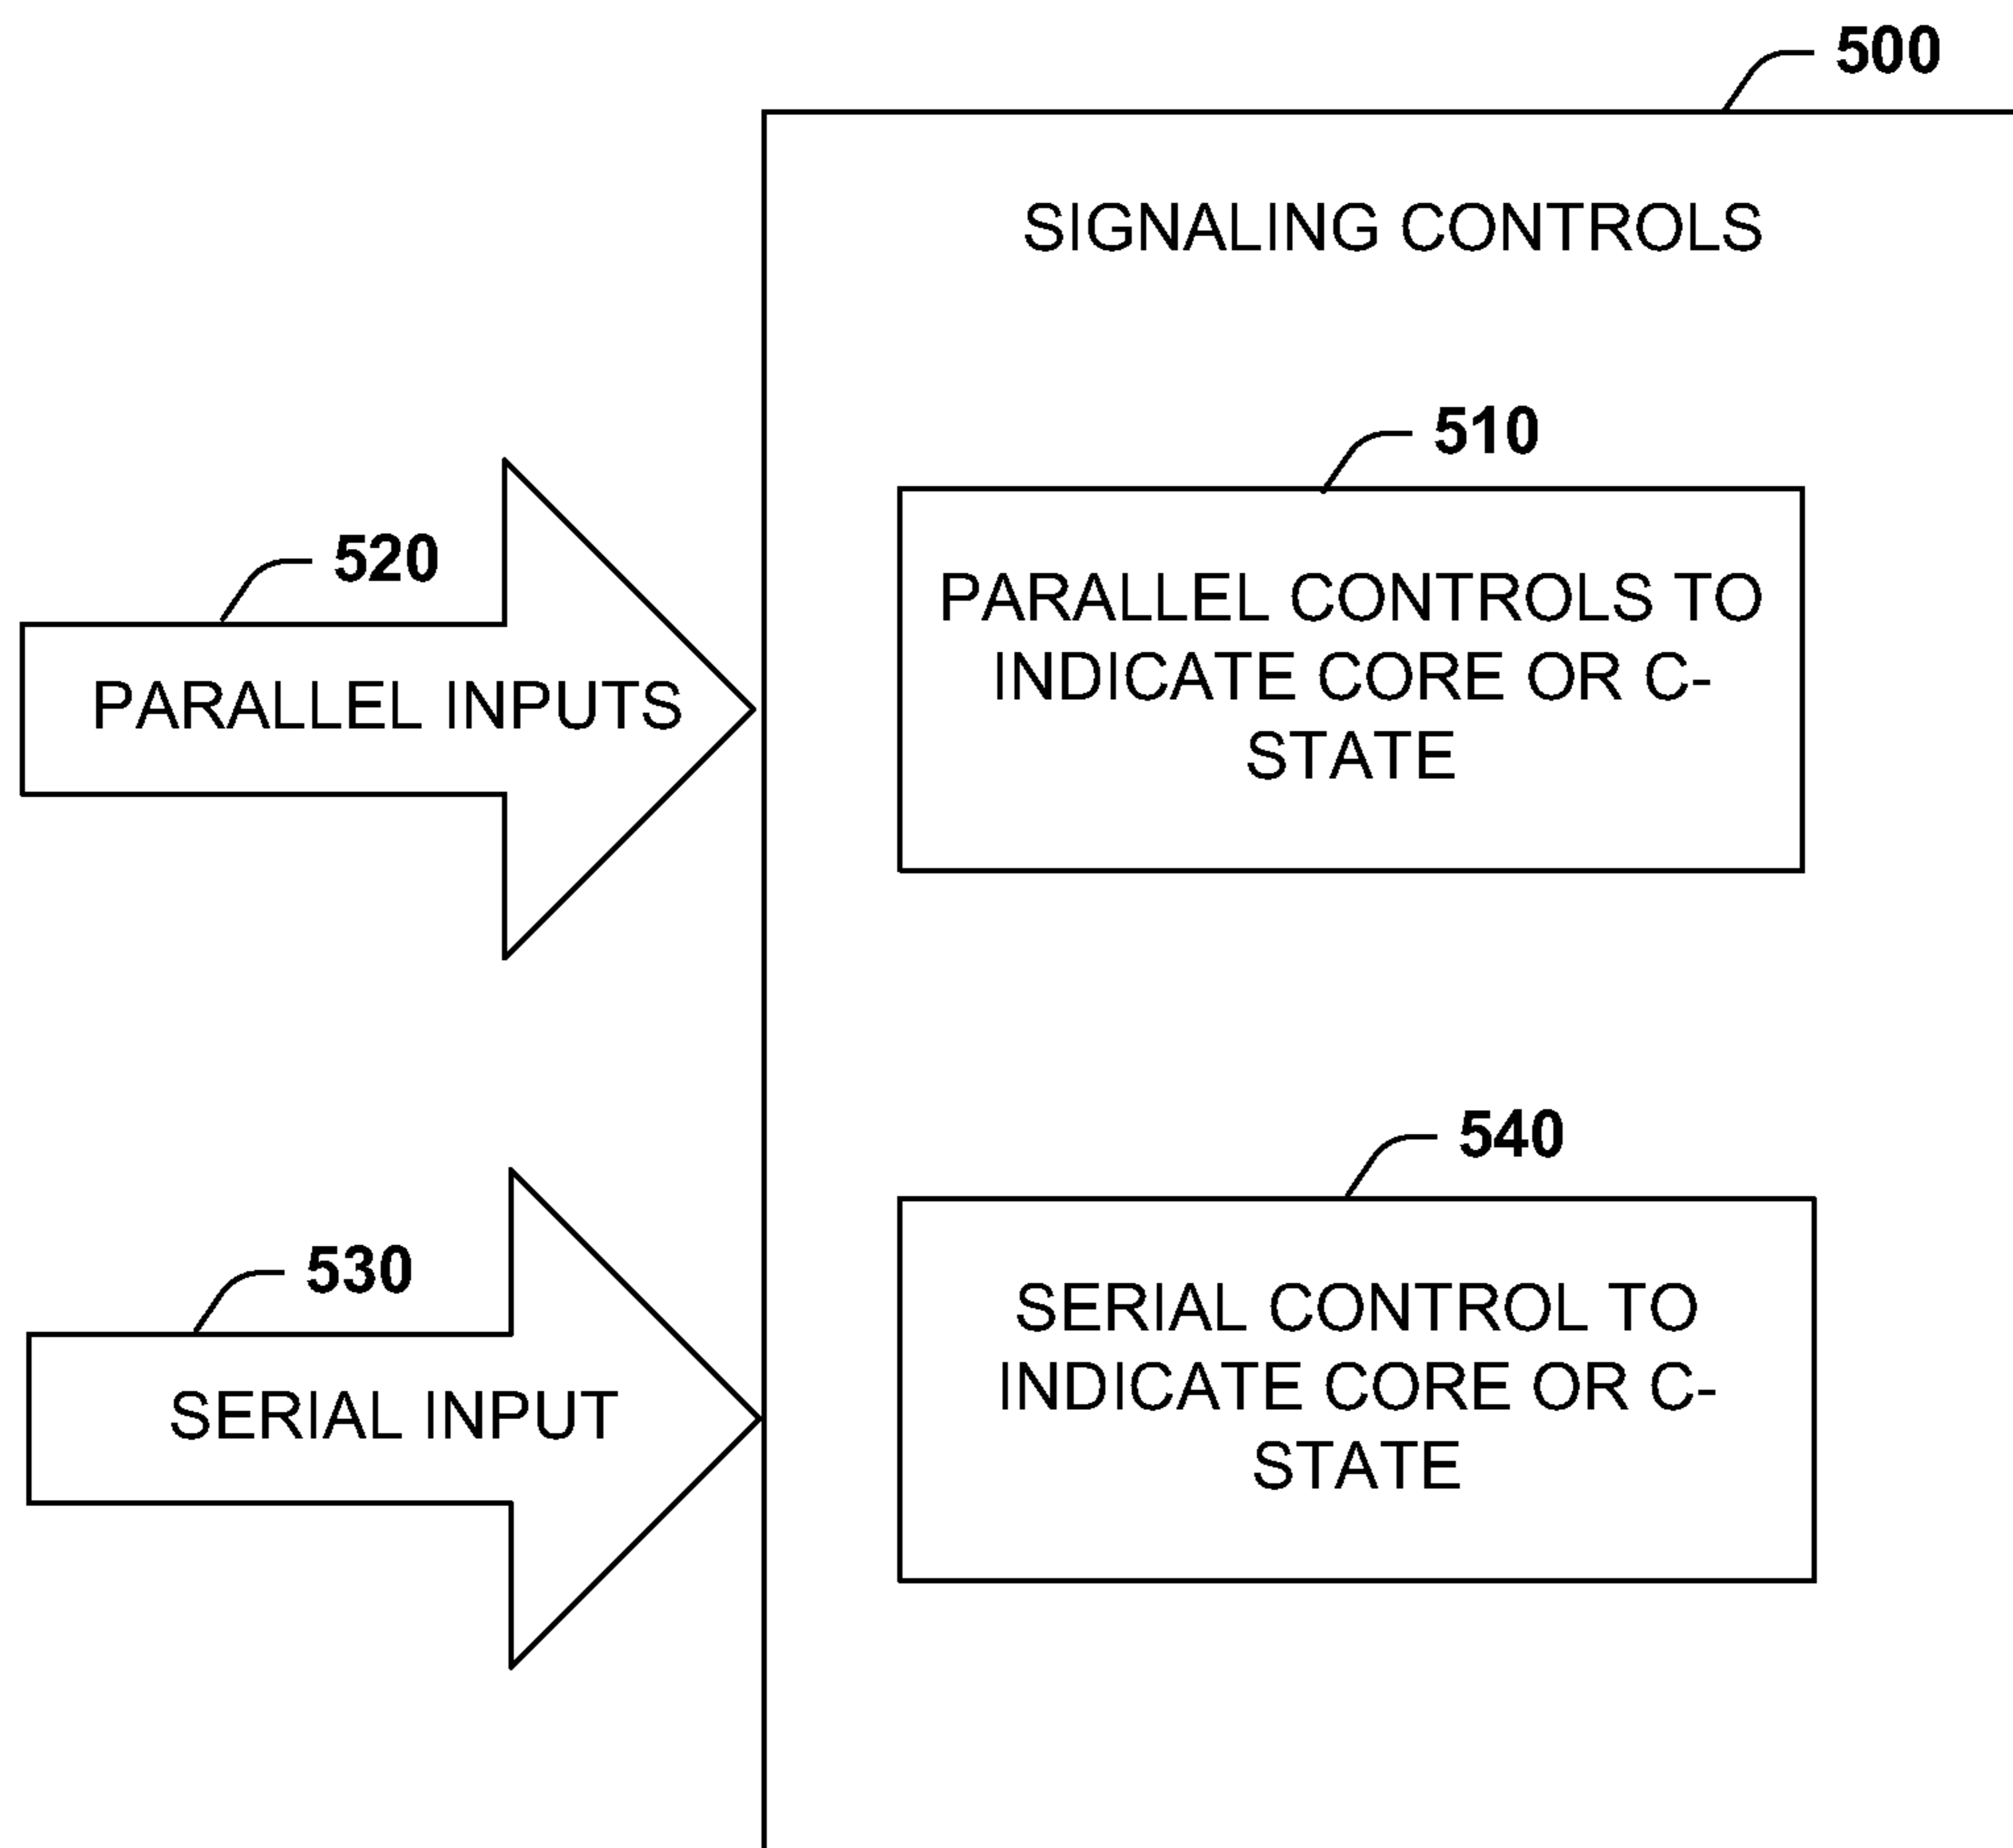 500
SIGNALING CONTROLS
510
520
PARALLEL CONTROLS TO
INDICATE CORE OR C-
STATE
PARALLEL INPUTS
540
530
SERIAL CONTROL TO
INDICATE CORE OR C-
STATE
SERIAL INPUT